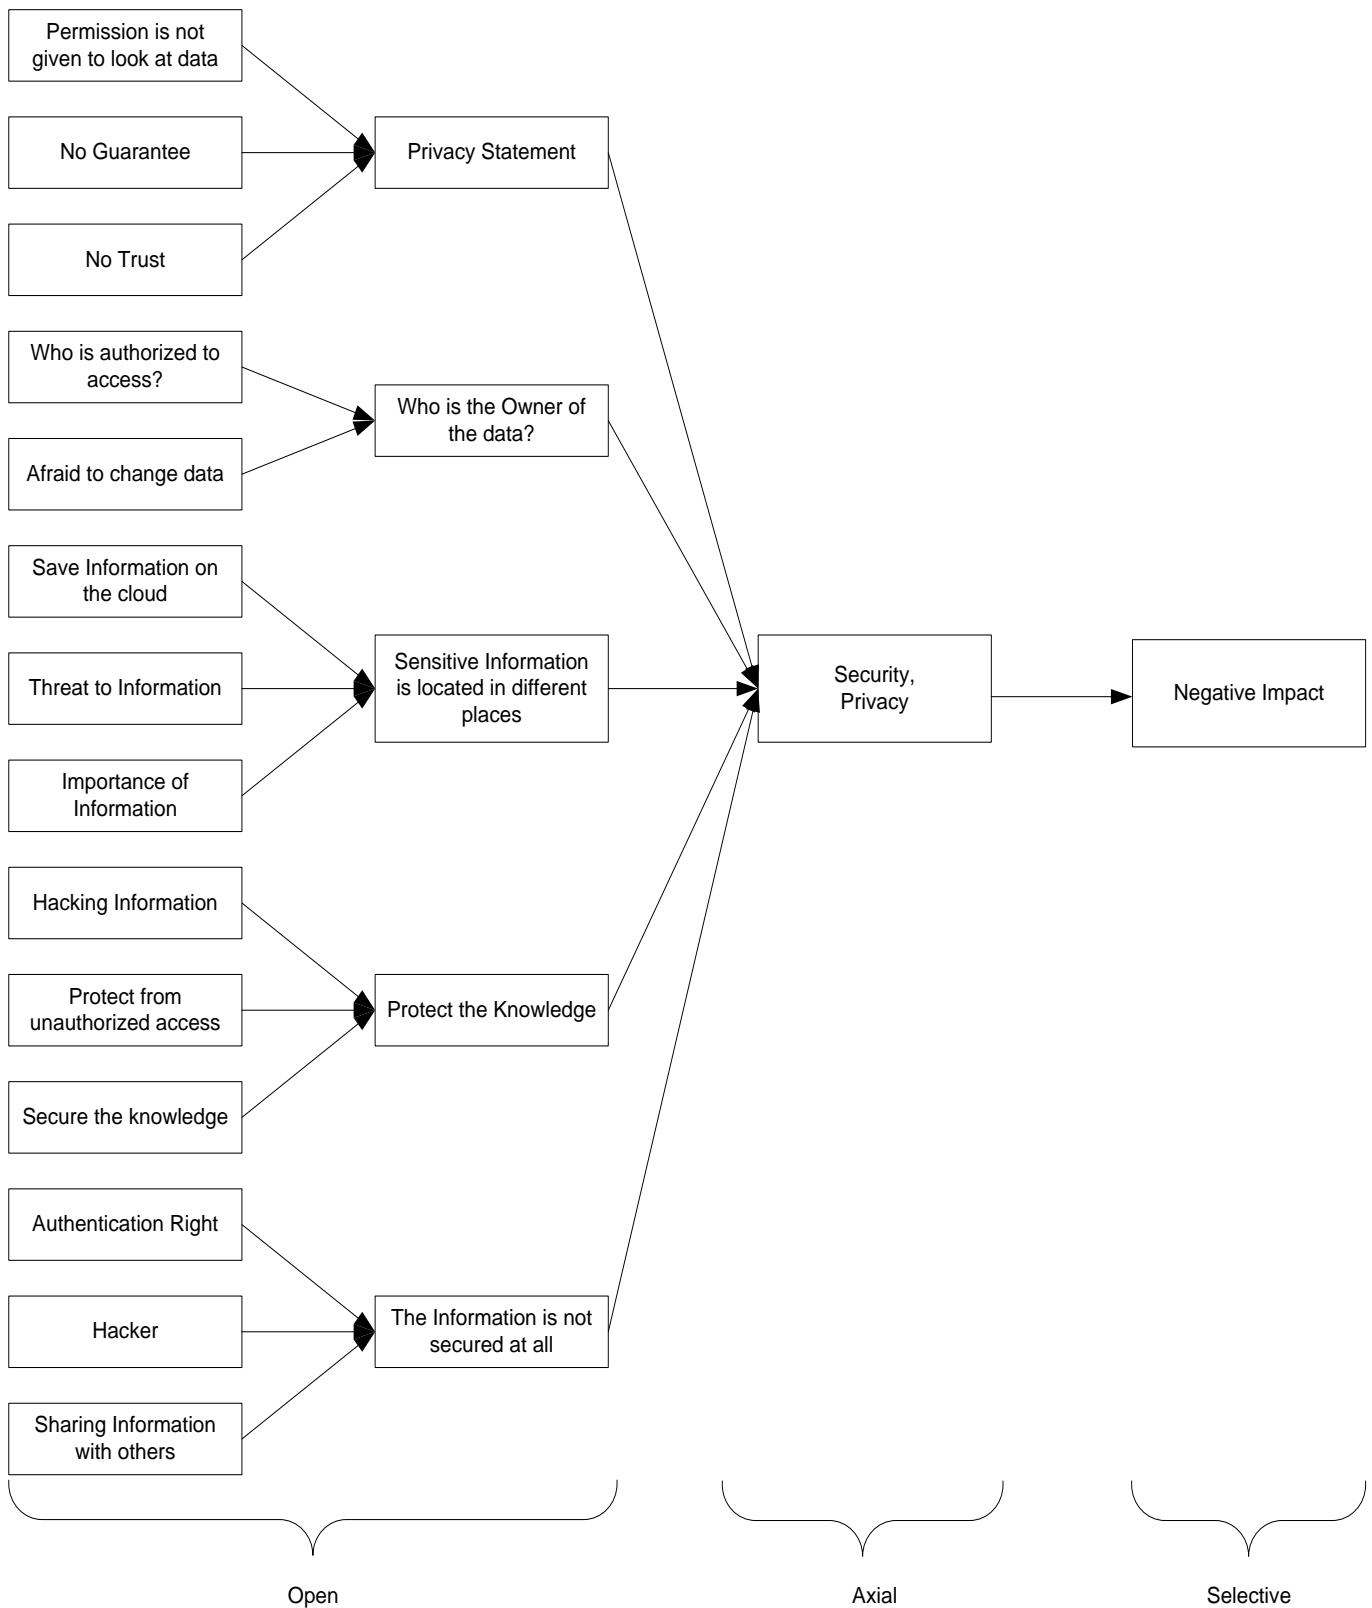 Permission is not
given to look at data
No Guarantee
Privacy Statement
No Trust
Who is authorized to
access?
Who is the Owner of
the data?
Afraid to change data
Save Information on
the cloud
Threat to Information
Sensitive Information
is located in different
places
Importance of
Information
Security,
Privacy
Negative Impact
Hacking Information
Protect from
unauthorized access
Protect the Knowledge
Secure the knowledge
Authentication Right
Hacker
The Information is not
secured at all
Sharing Information
with others
Open
Axial
Selective